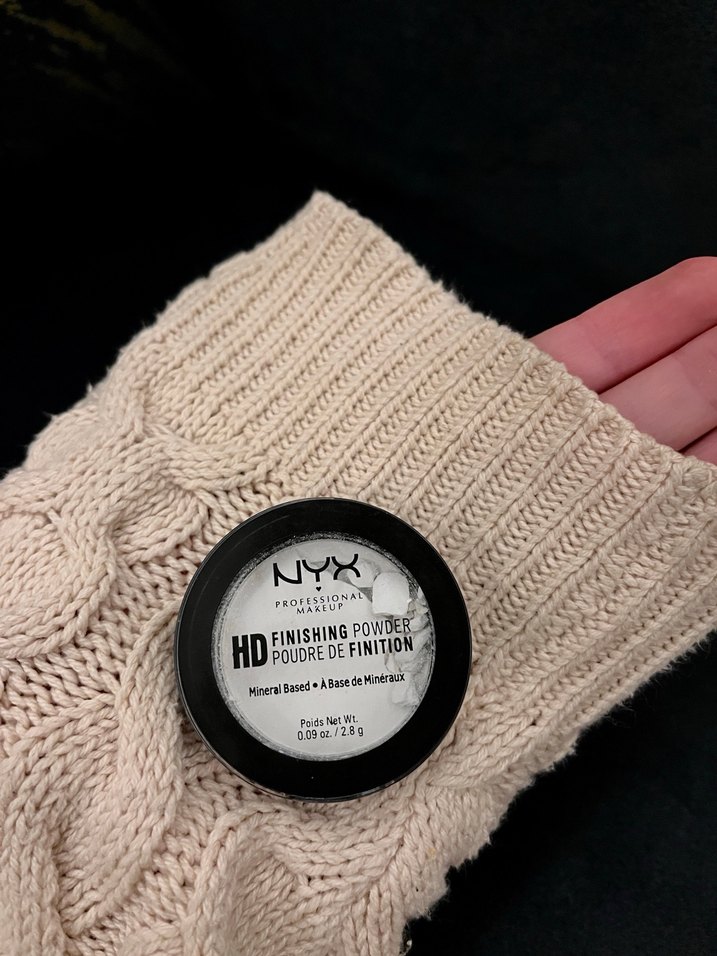 NYX
PROFESSIONAL
MAKEUP
HD FINISHING POWDER
POUDRE DE FINITION
Mineral Based • À Base de Minéraux
Poids Net Wt.
0.09 oz. / 2.8 g